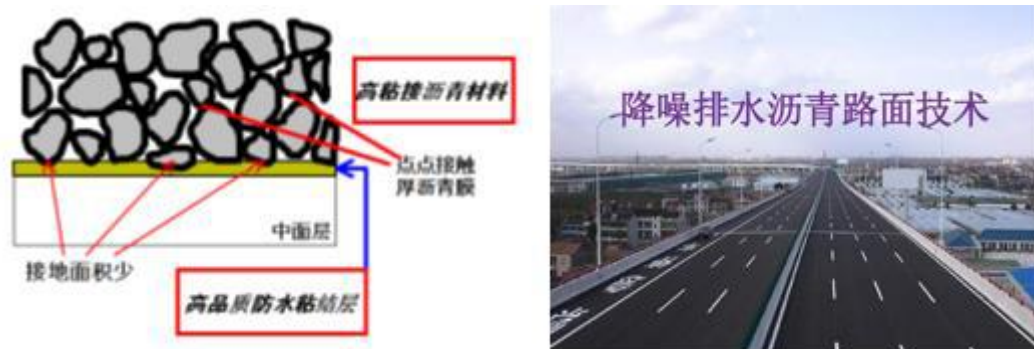 高粘接沥青材料
点点接触
厚沥青膜
中面层
接地面积少
高品质防水粘结层
降噪排水沥青路面技术